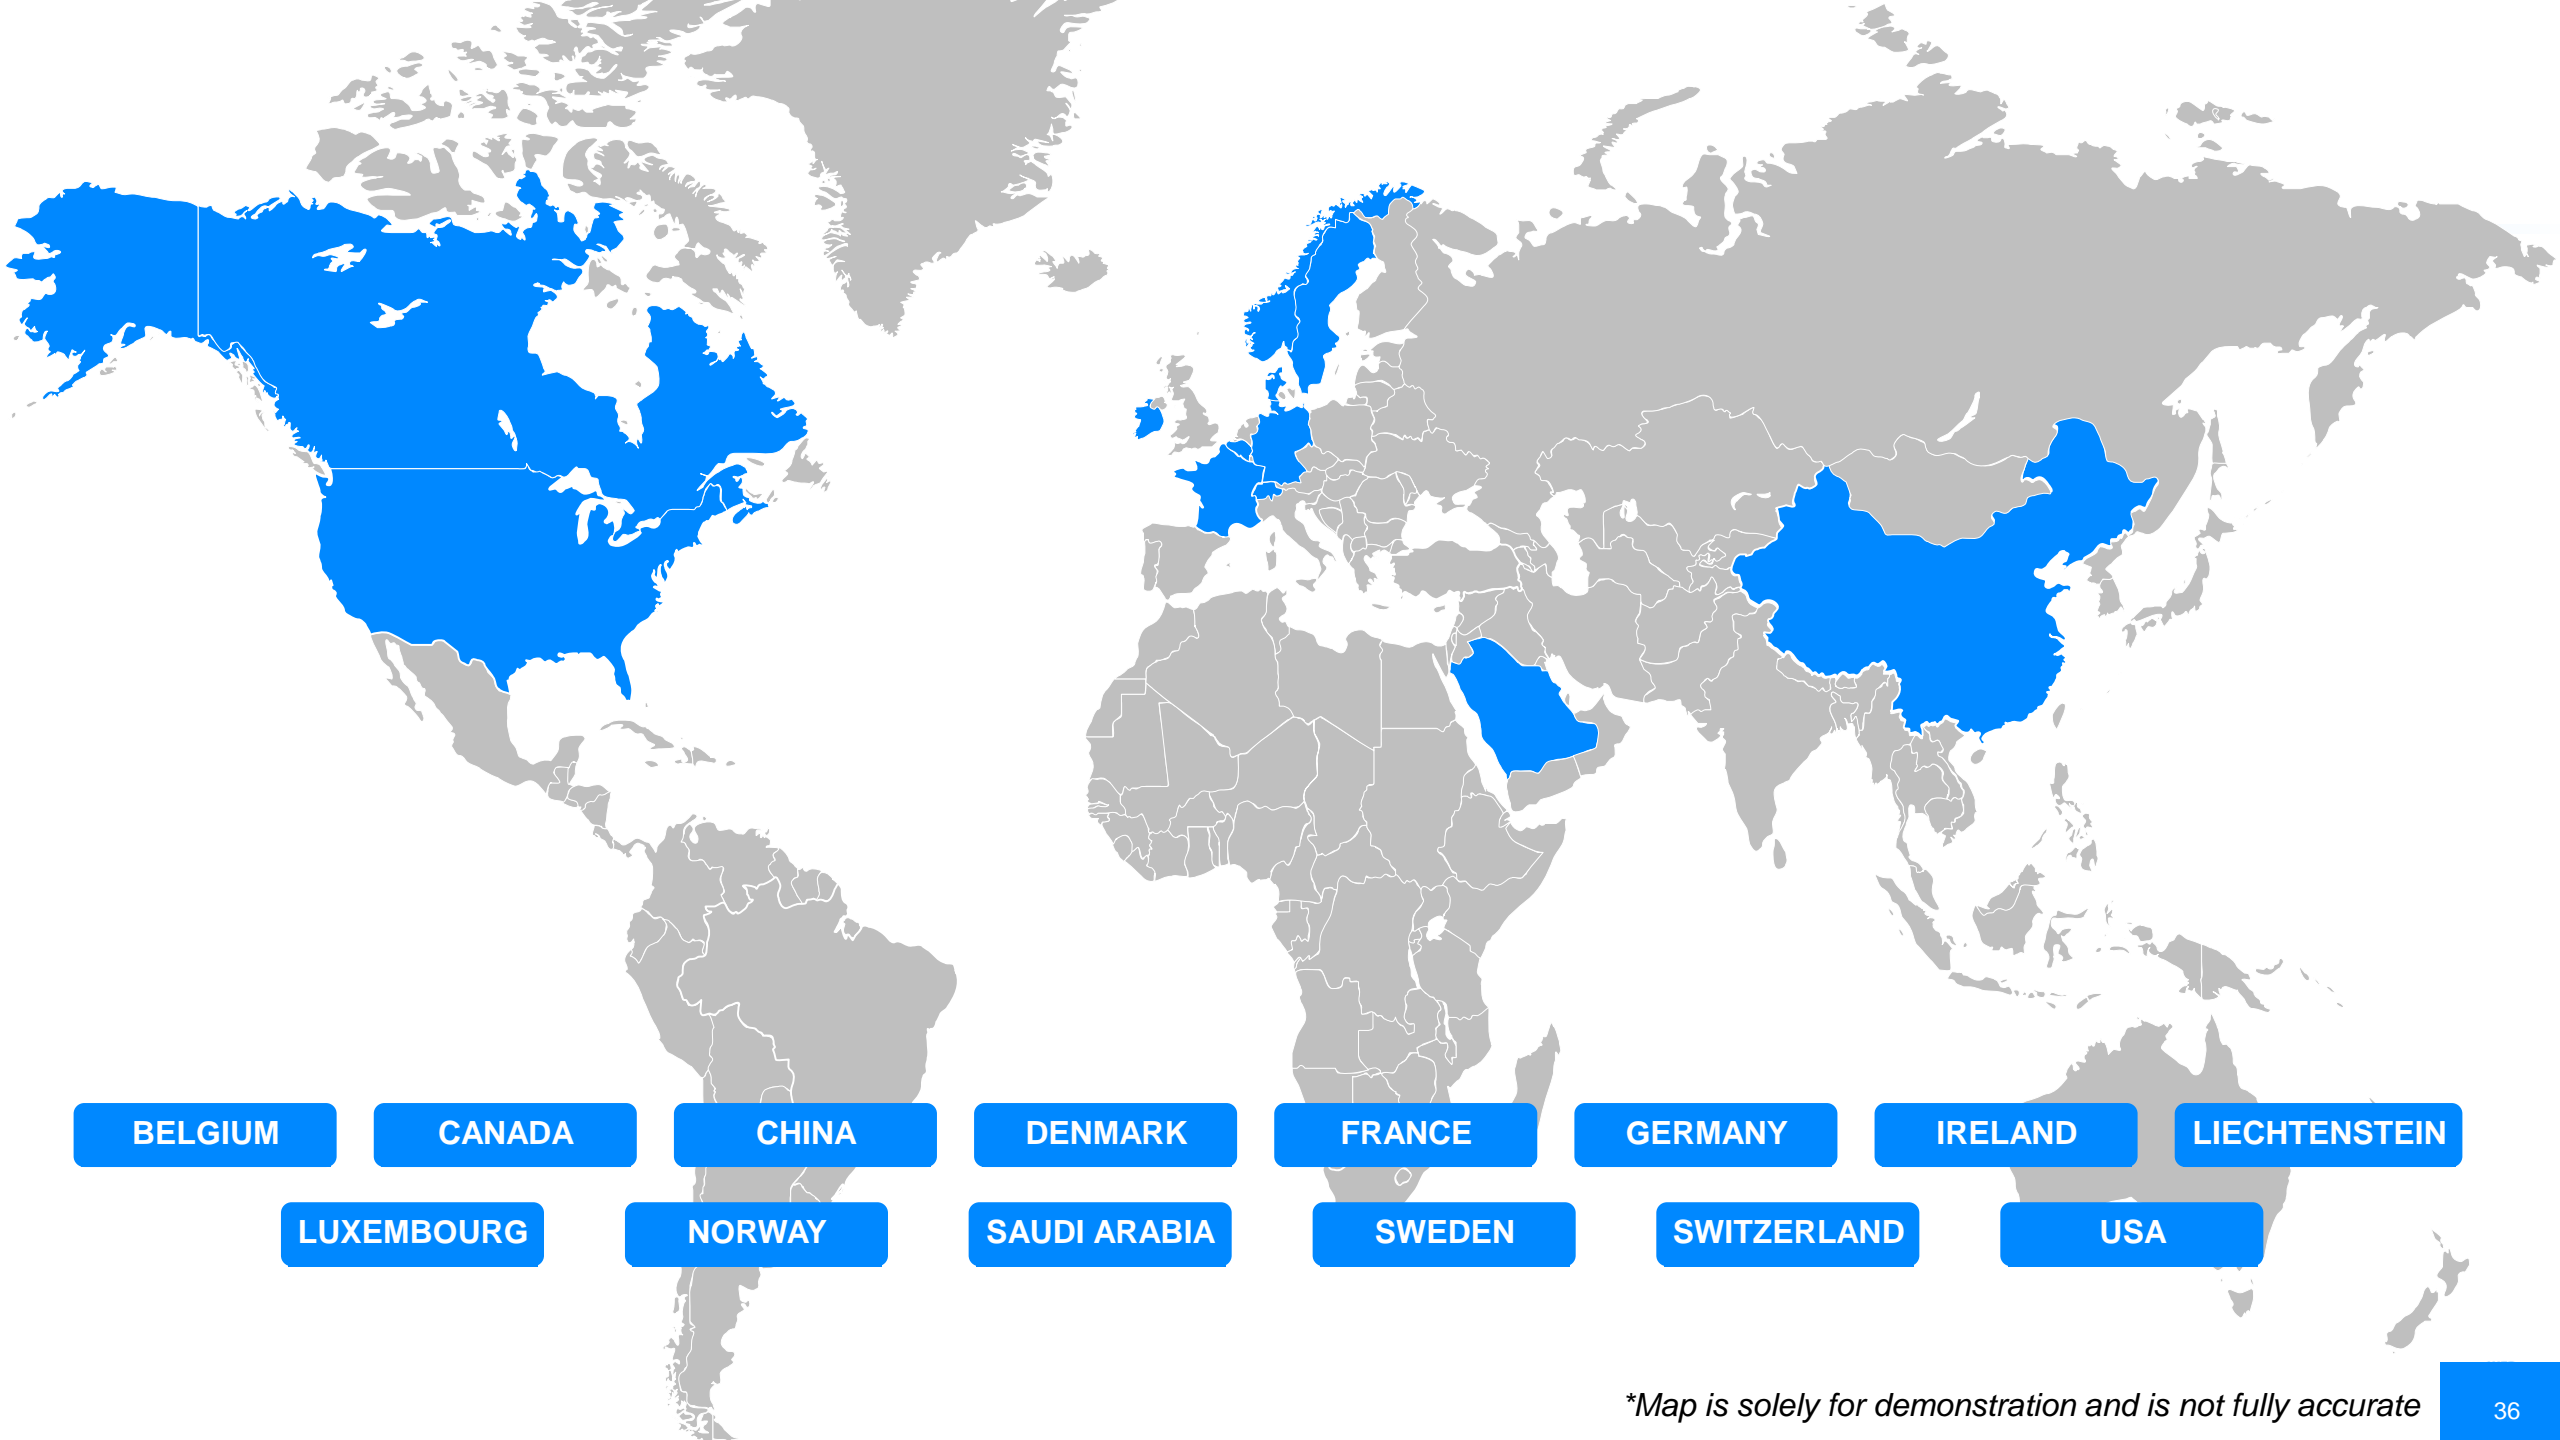 BELGIUM
CANADA
CHINA
DENMARK
FRANCE
GERMANY
IRELAND
LIECHTENSTEIN
LUXEMBOURG
NORWAY
SAUDI ARABIA
SWEDEN
SWITZERLAND
USA
*Map is solely for demonstration and is not fully accurate
36